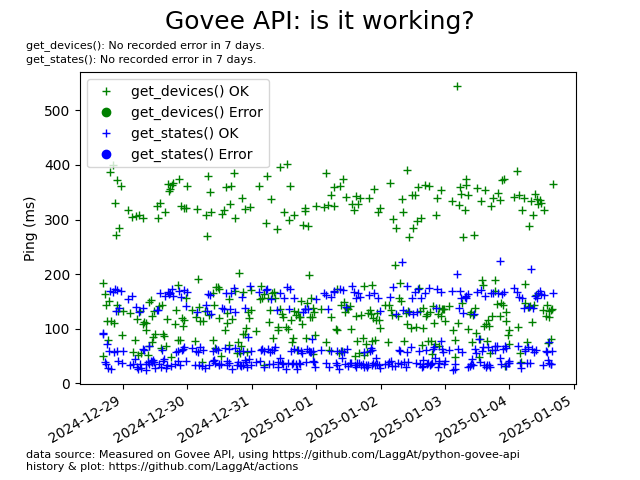 Govee API: is it working?
get_devices(): No recorded error in 7 days.
get_states(): No recorded error in 7 days.
get_devices() OK
get_devices() Error
get_states() OK
get_states() Error
Ping (ms)
500
400
300
200
100
0
2024-12-29
2024-12-30
2024-12-31
2025-01-01
2025-01-02
2025-01-03
2025-01-04
2025-01-05
data source: Measured on Govee API, using https://github.com/LaggAt/python-govee-api
history & plot: https://github.com/LaggAt/actions